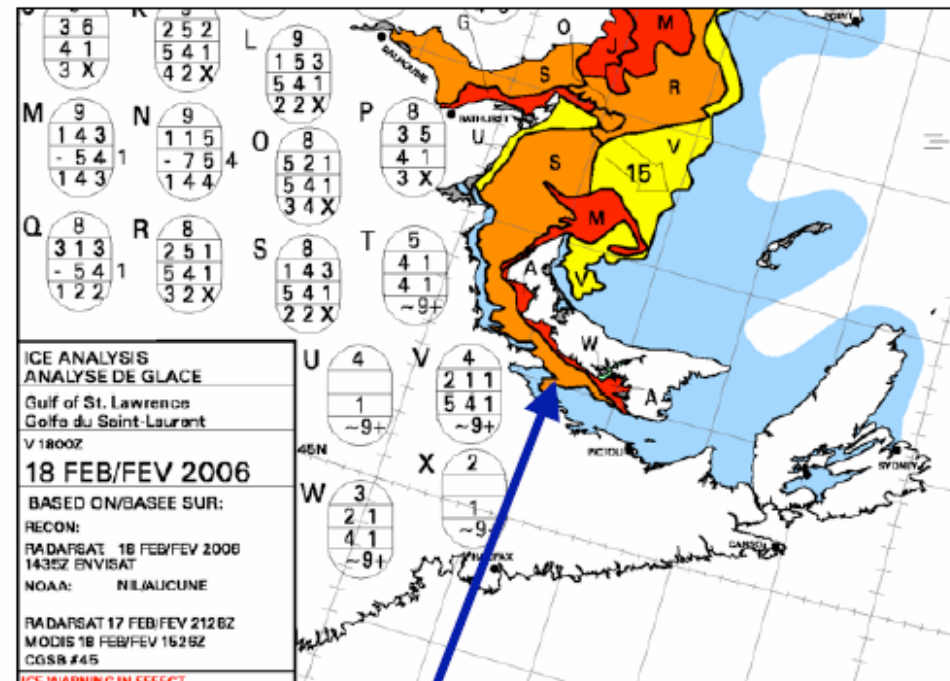 3 6
4 1
3 X
2 5 2
5 4 1
4 2 X
L
9
1 5 3
5 4 1
2 2 X
G
O
J
M
S
R
POINT
DALHOUSIE
BATHURST
M
9
1 4 3
- 5 4 1
1 4 3
N
9
1 1 5
- 7 5 4
1 4 4
O
8
5 2 1
5 4 1
3 4 X
P
8
3 5
4 1
3 X
U
S
V
15
M
Q
8
3 1 3
- 5 4 1
1 2 2
R
8
2 5 1
5 4 1
3 2 X
S
8
1 4 3
5 4 1
2 2 X
T
5
4 1
4 1
~9+
A
V
W
A
ICE ANALYSIS
ANALYSE DE GLACE
Gulf of St. Lawrence
Golfe du Saint-Laurent
V 1800Z
18 FEB/FEV 2006
BASED ON/BASEE SUR:
RECON:
RADARSAT 18 FEB/FEV 2006
1435Z ENVISAT
NOAA: NIL/AUCUNE
RADARSAT 17 FEB/FEV 2128Z
MODIS 18 FEB/FEV 1526Z
CGSB #45
ICE WARNING IN EFFECT
U
4
1
~9+
V
4
2 1 1
5 4 1
~9+
45N
W
3
2 1
4 1
~9+
X
2
1
~9+
PICTOU
SYDNEY
CANSO
HALIFAX